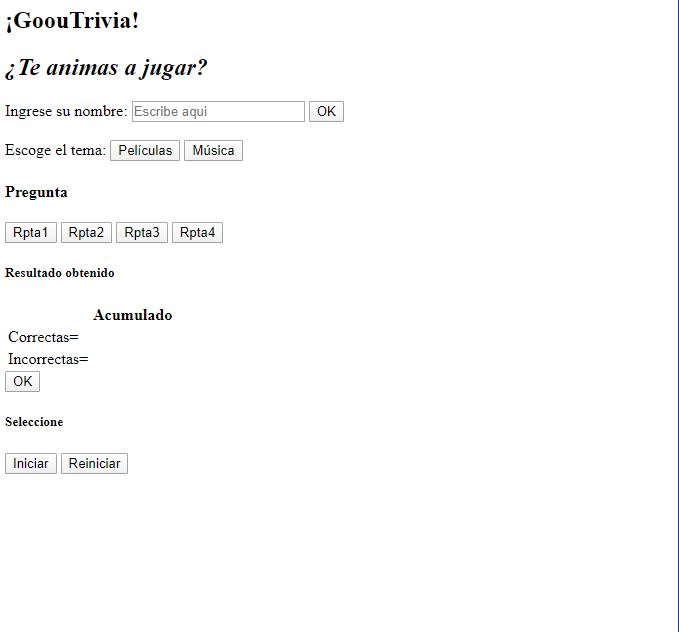 ¡GoouTrivia!
¿Te animas a jugar?
Ingrese su nombre: Escribe aqui OK
Escoge el tema: Películas Música
Pregunta
Rpta1 Rpta2 Rpta3 Rpta4
Resultado obtenido
Acumulado
Correctas=
Incorrectas=
OK
Seleccione
Iniciar Reiniciar